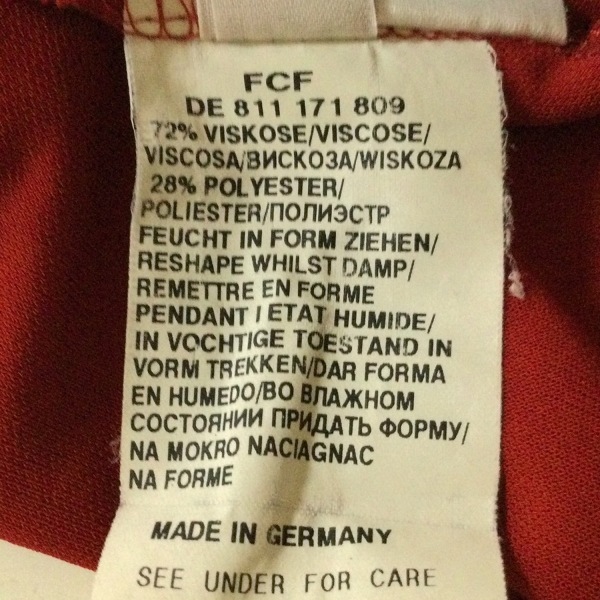 FCF
DE 811 171 809
72% VISKOSE/VISCOSE/
VISCOSA/ВИСКОЗА/WISKOZA
28% POLYESTER/
POLIESTER/ПОЛИЭСТР
FEUCHT IN FORM ZIEHEN/
RESHAPE WHILST DAMP/
REMETTRE EN FORME
PENDANT I ETAT HUMIDE/
IN VOCHTIGE TOESTAND IN
VORM TREKKEN/DAR FORMA
EN HUMEDO/ВО ВЛАЖНОМ
СОСТОЯНИИ ПРИДАТЬ ФОРМУ/
NA MOKRO NACIAGNAC
NA FORME
MADE IN GERMANY
SEE UNDER FOR CARE